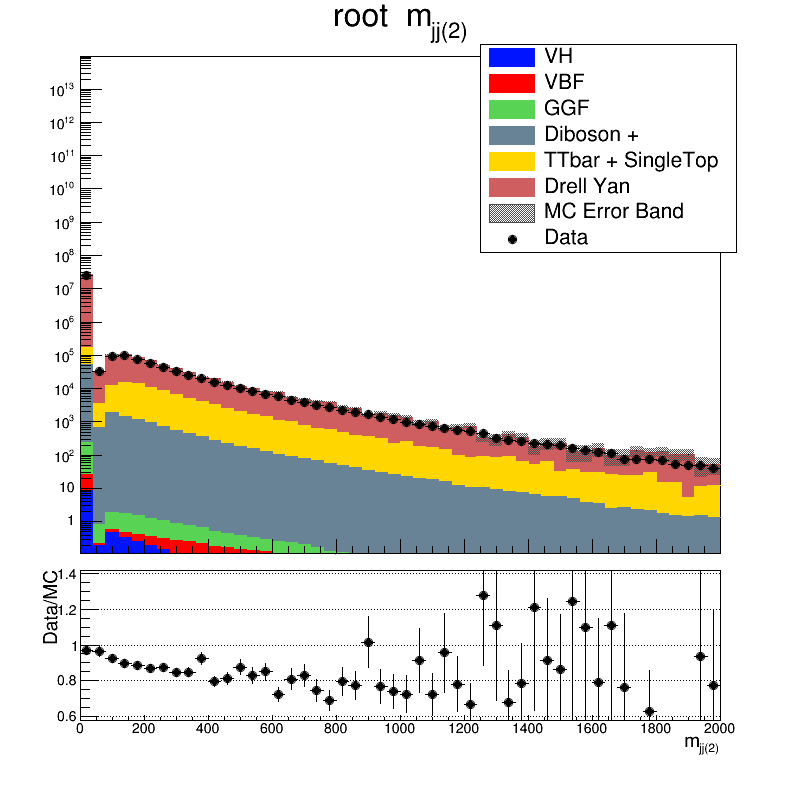 root m_jj(2)
VH
VBF
GGF
Diboson +
TTbar + SingleTop
Drell Yan
MC Error Band
Data
10^13
10^12
10^11
10^10
10^9
10^8
10^7
10^6
10^5
10^4
10^3
10^2
10
1
Data/MC
1.4
1.2
1
0.8
0.6
0 200 400 600 800 1000 1200 1400 1600 1800 2000
m_jj(2)